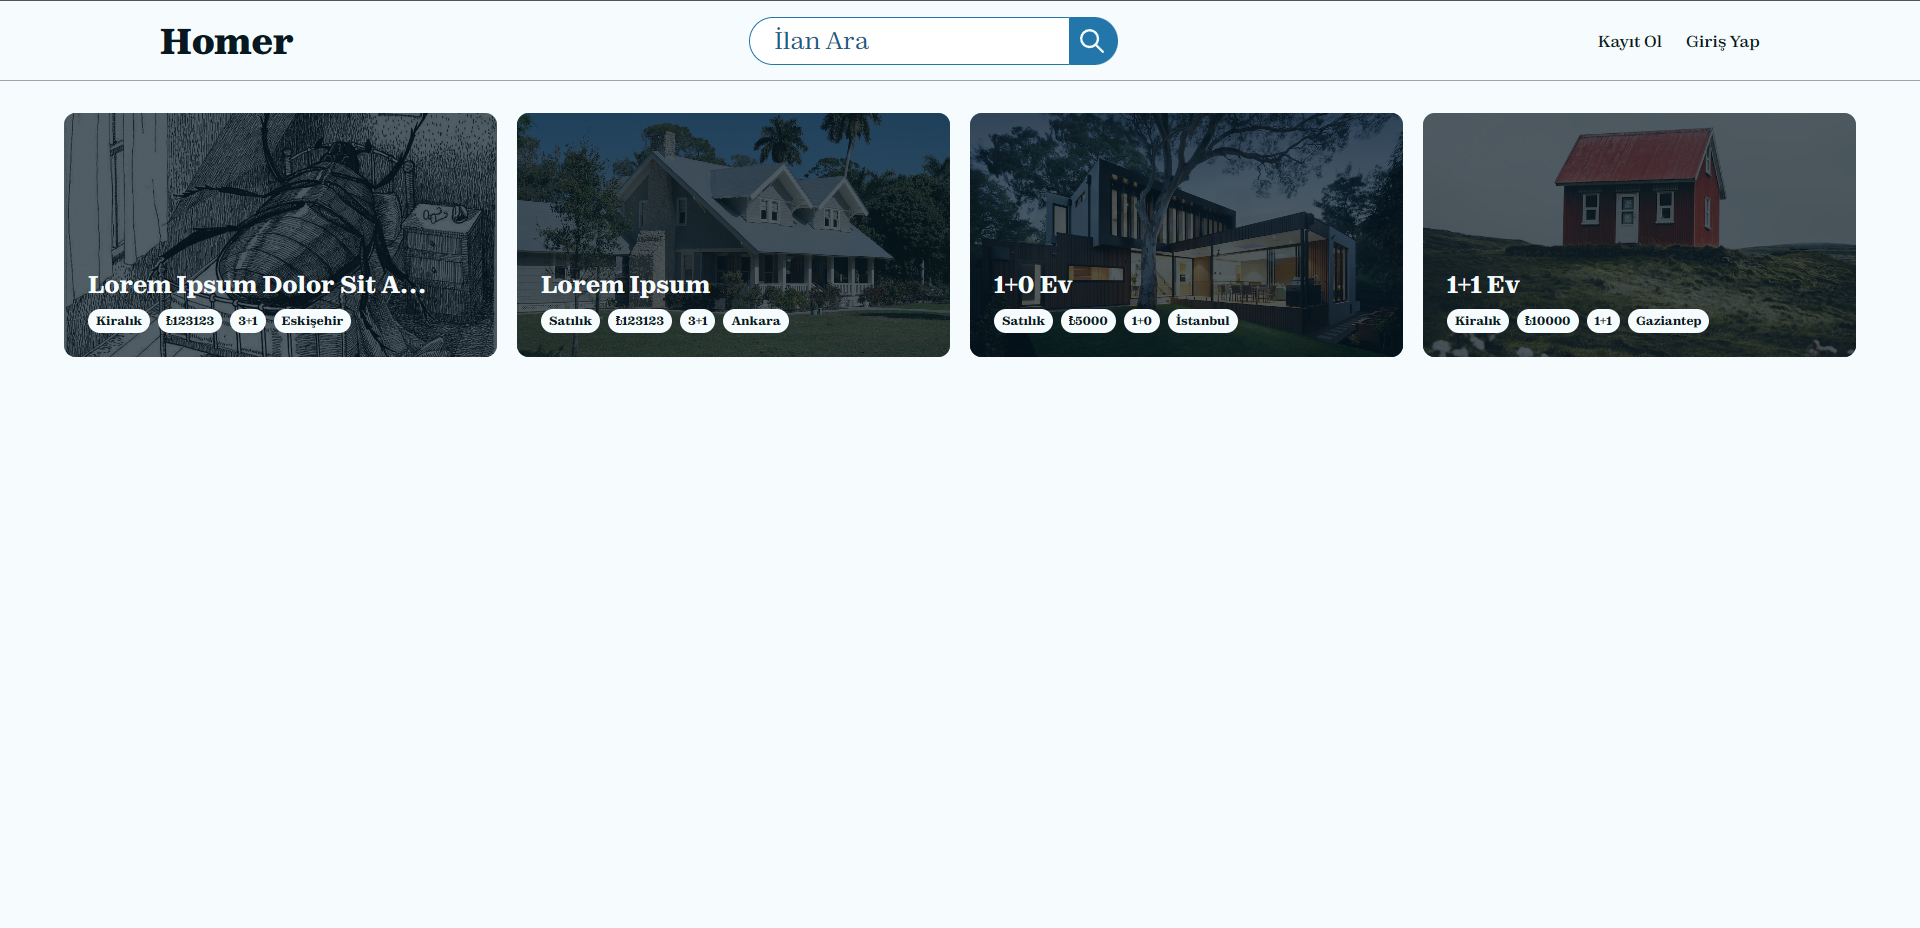 Homer
İlan Ara
Kayıt Ol
Giriş Yap
Lorem Ipsum Dolor Sit A...
Kiralık ₺123123 3+1 Eskişehir
Lorem Ipsum
Satılık ₺123123 3+1 Ankara
1+0 Ev
Satılık ₺5000 1+0 İstanbul
1+1 Ev
Kiralık ₺10000 1+1 Gaziantep